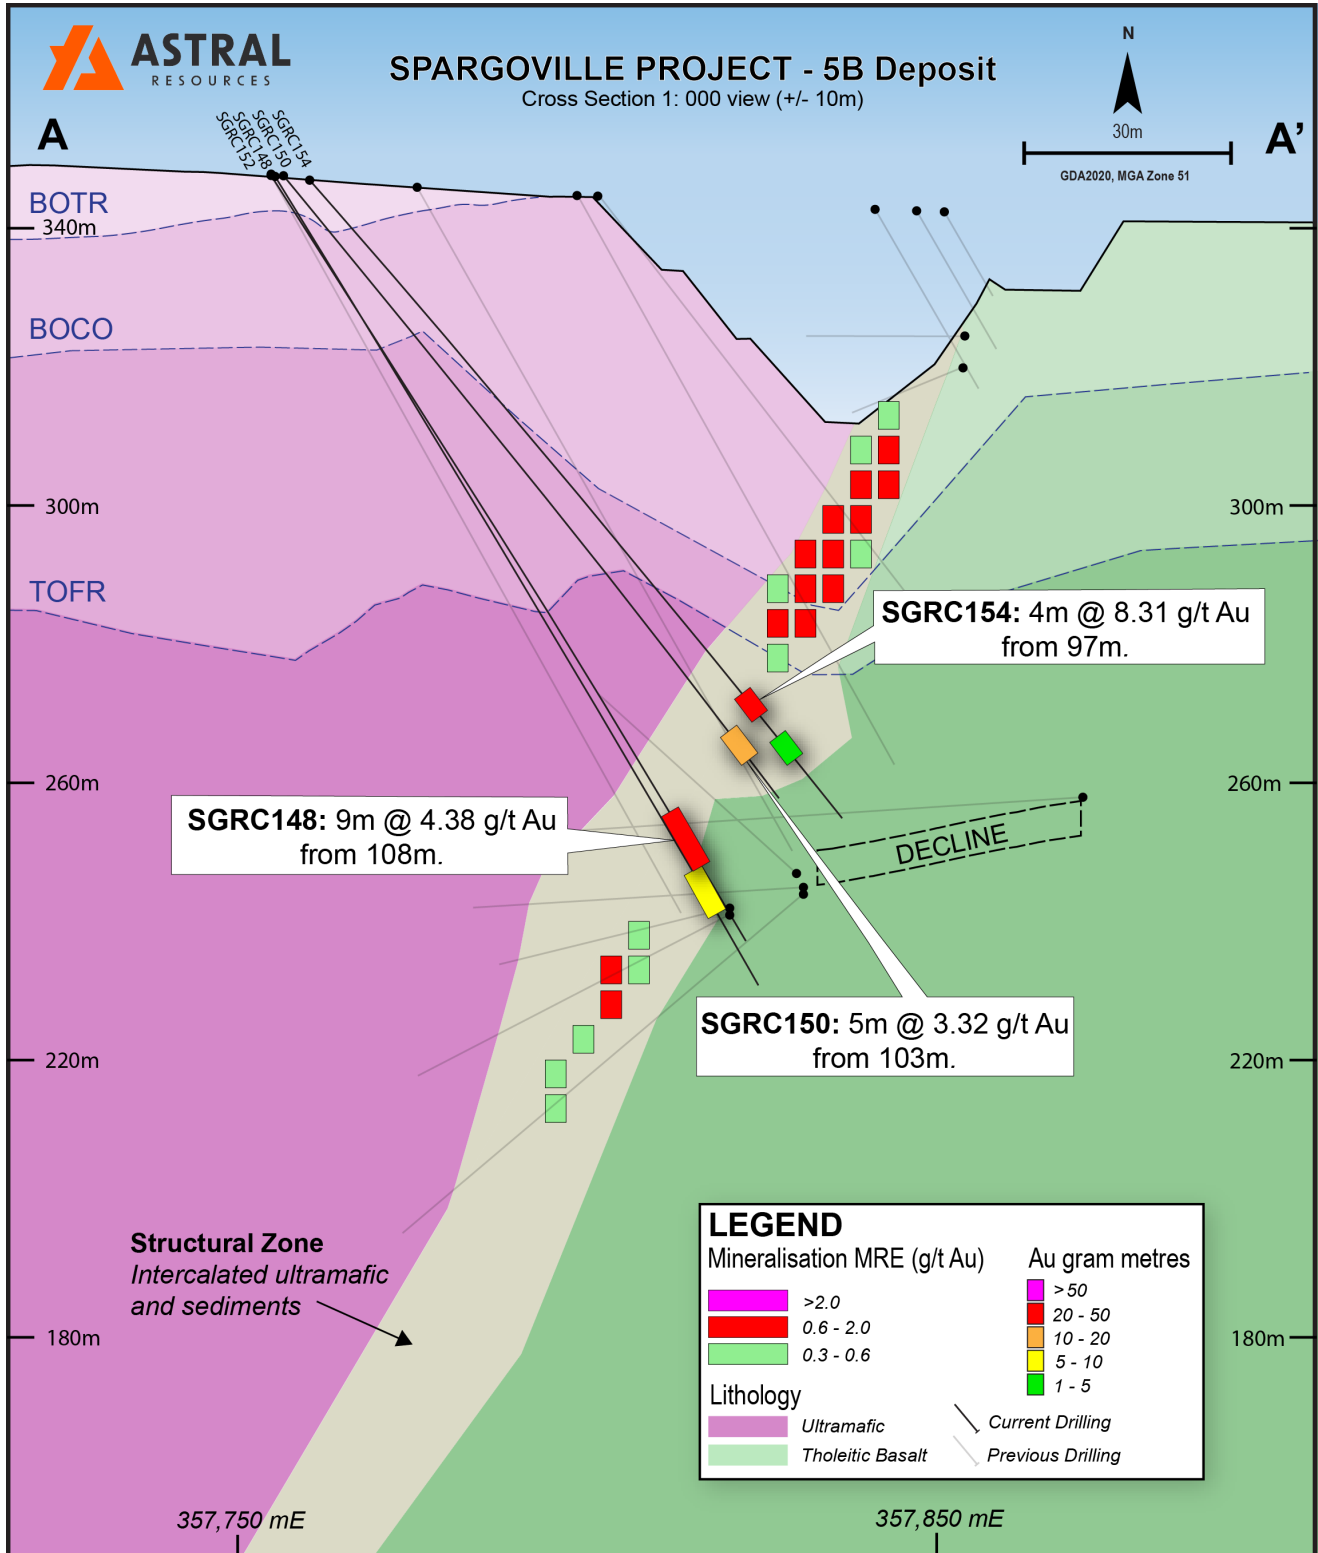 ASTRAL
RESOURCES
SPARGOVILLE PROJECT - 5B Deposit
Cross Section 1: 000 view (+/- 10m)
N
30m
GDA2020, MGA Zone 51
A
A'
SGRC152
SGRC148
SGRC150
SGRC154
BOTR
340m
BOCO
300m
300m
TOFR
SGRC154: 4m @ 8.31 g/t Au
from 97m.
260m
260m
SGRC148: 9m @ 4.38 g/t Au
from 108m.
DECLINE
SGRC150: 5m @ 3.32 g/t Au
from 103m.
220m
220m
Structural Zone
Intercalated ultramafic
and sediments
180m
180m
LEGEND
Mineralisation MRE (g/t Au)
>2.0
0.6 - 2.0
0.3 - 0.6
Au gram metres
>50
20 - 50
10 - 20
5 - 10
1 - 5
Lithology
Ultramafic
Tholeitic Basalt
Current Drilling
Previous Drilling
357,750 mE
357,850 mE